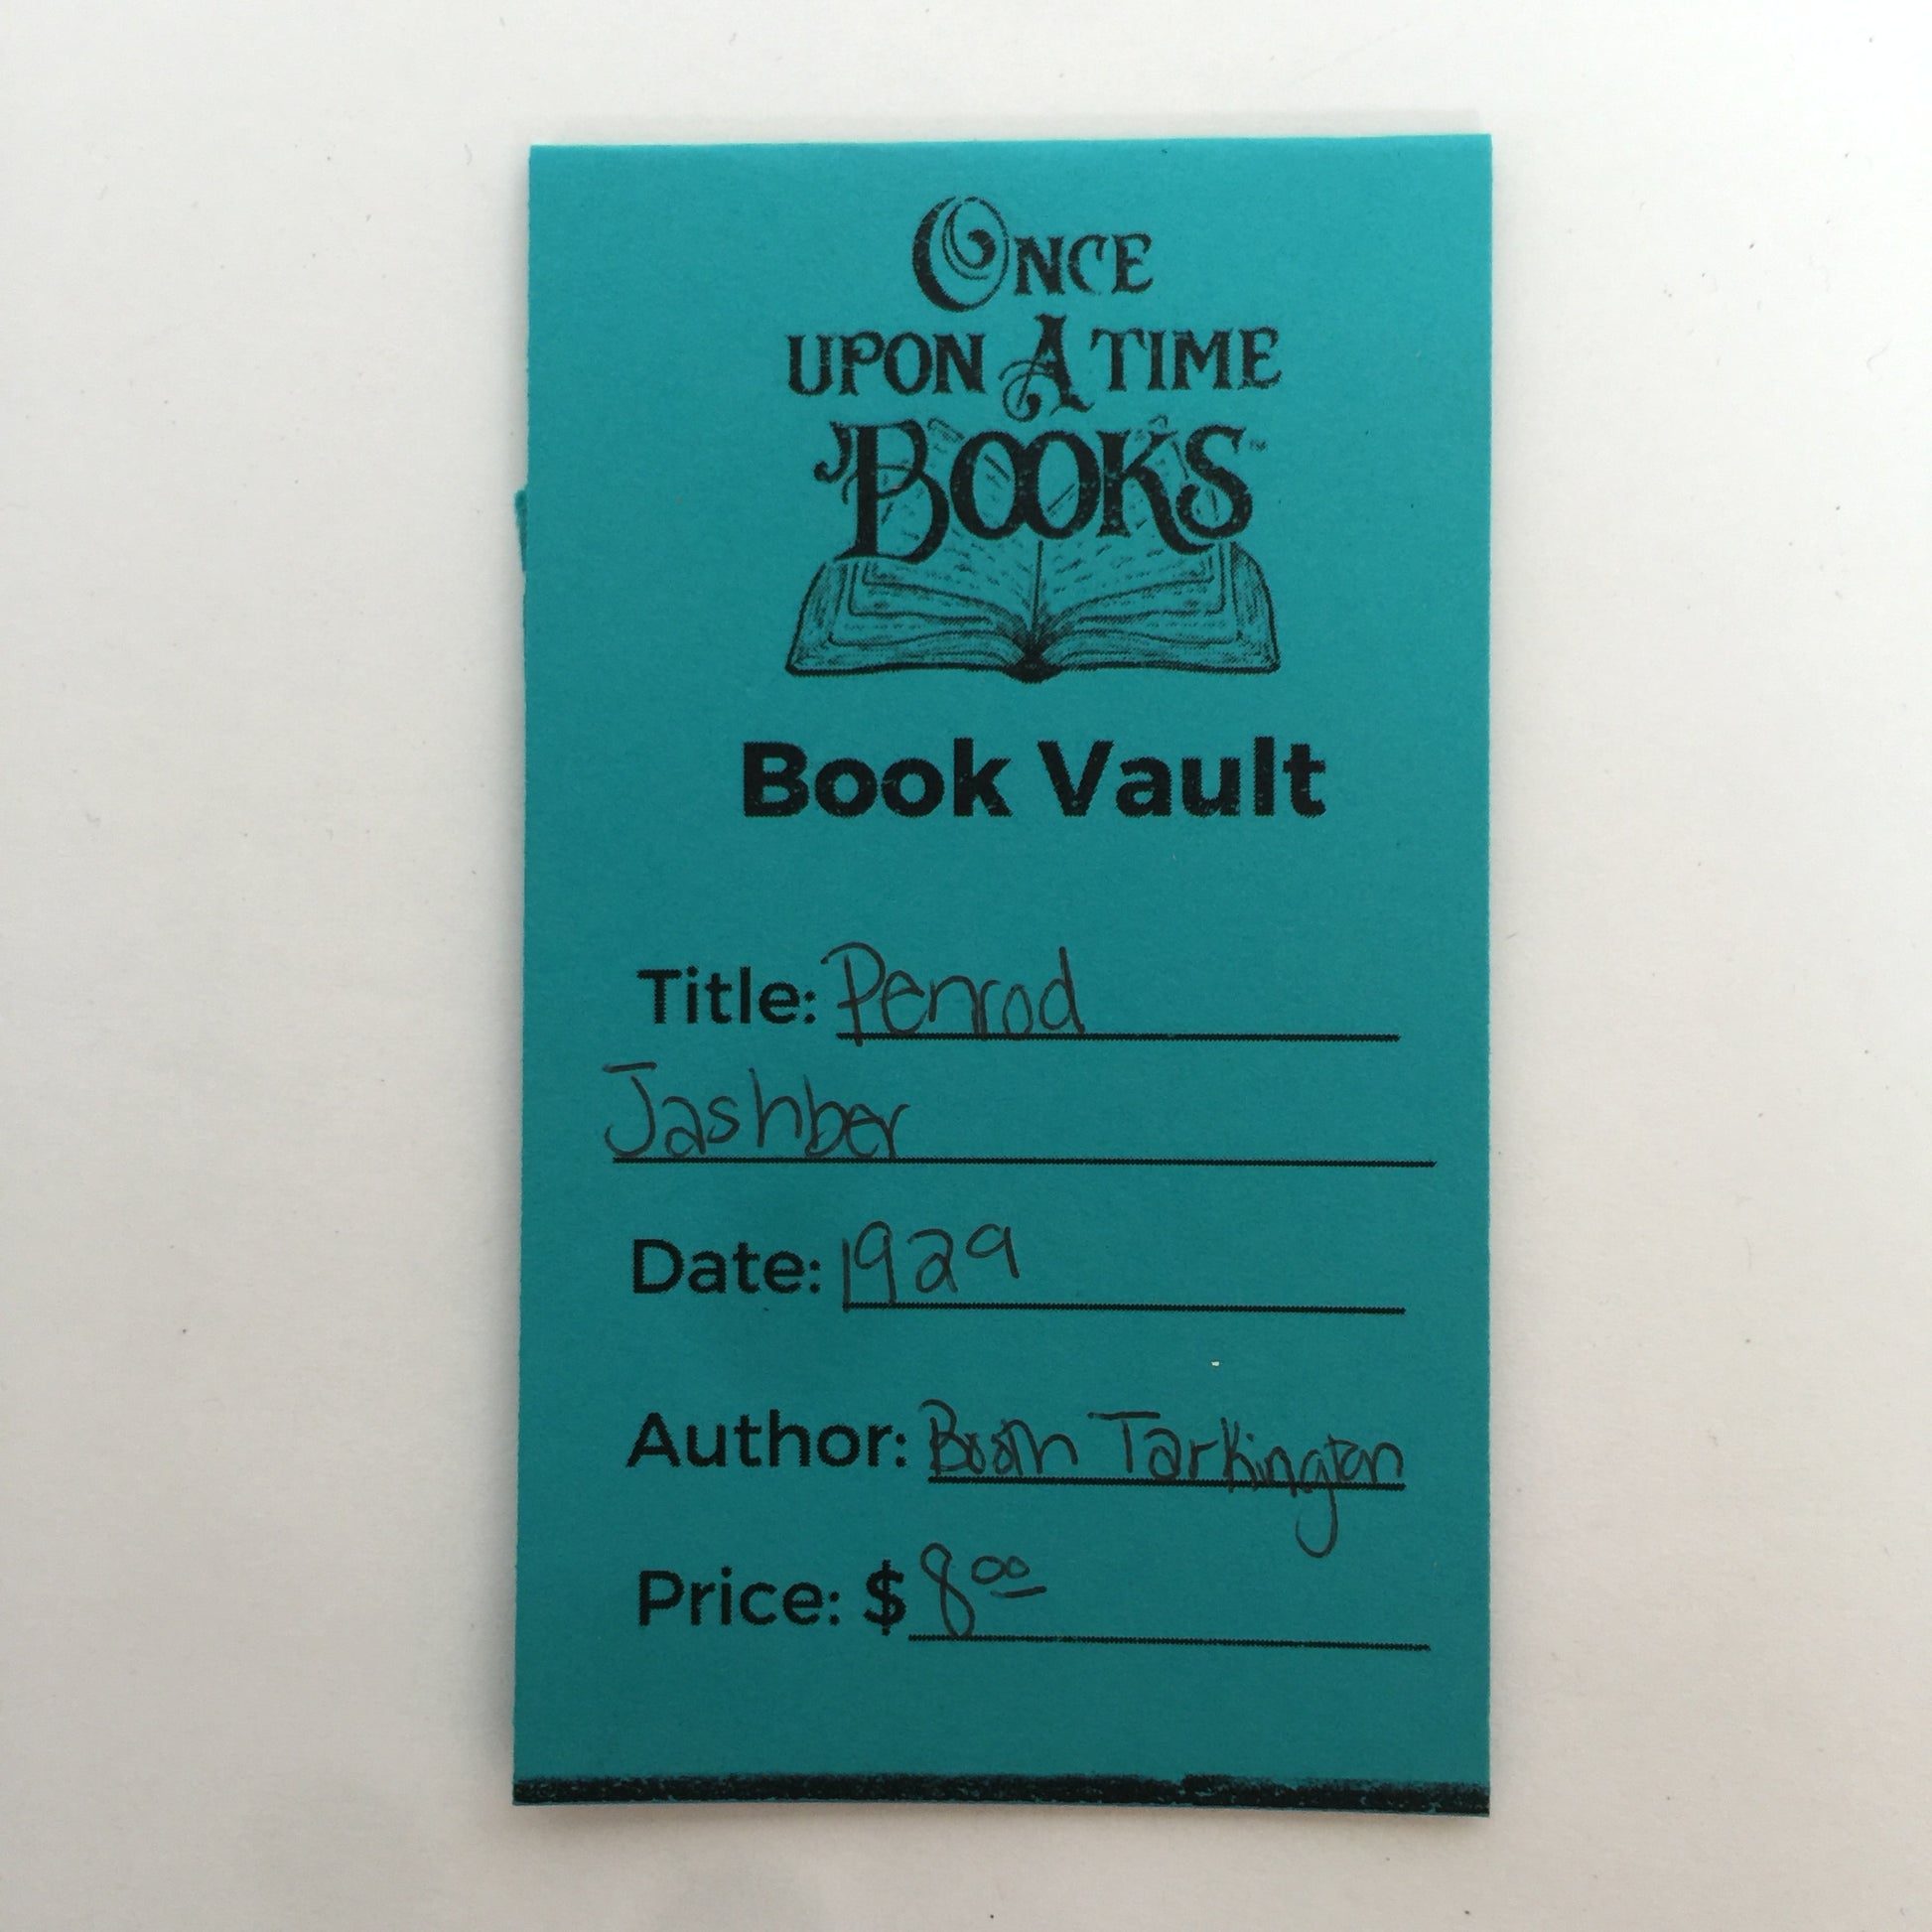 ONCE
UPON A TIME
BOOKS
Book Vault
Title: Penrod
Jashber
Date: 1929
Author: Booth Tarkington
Price: $8.00